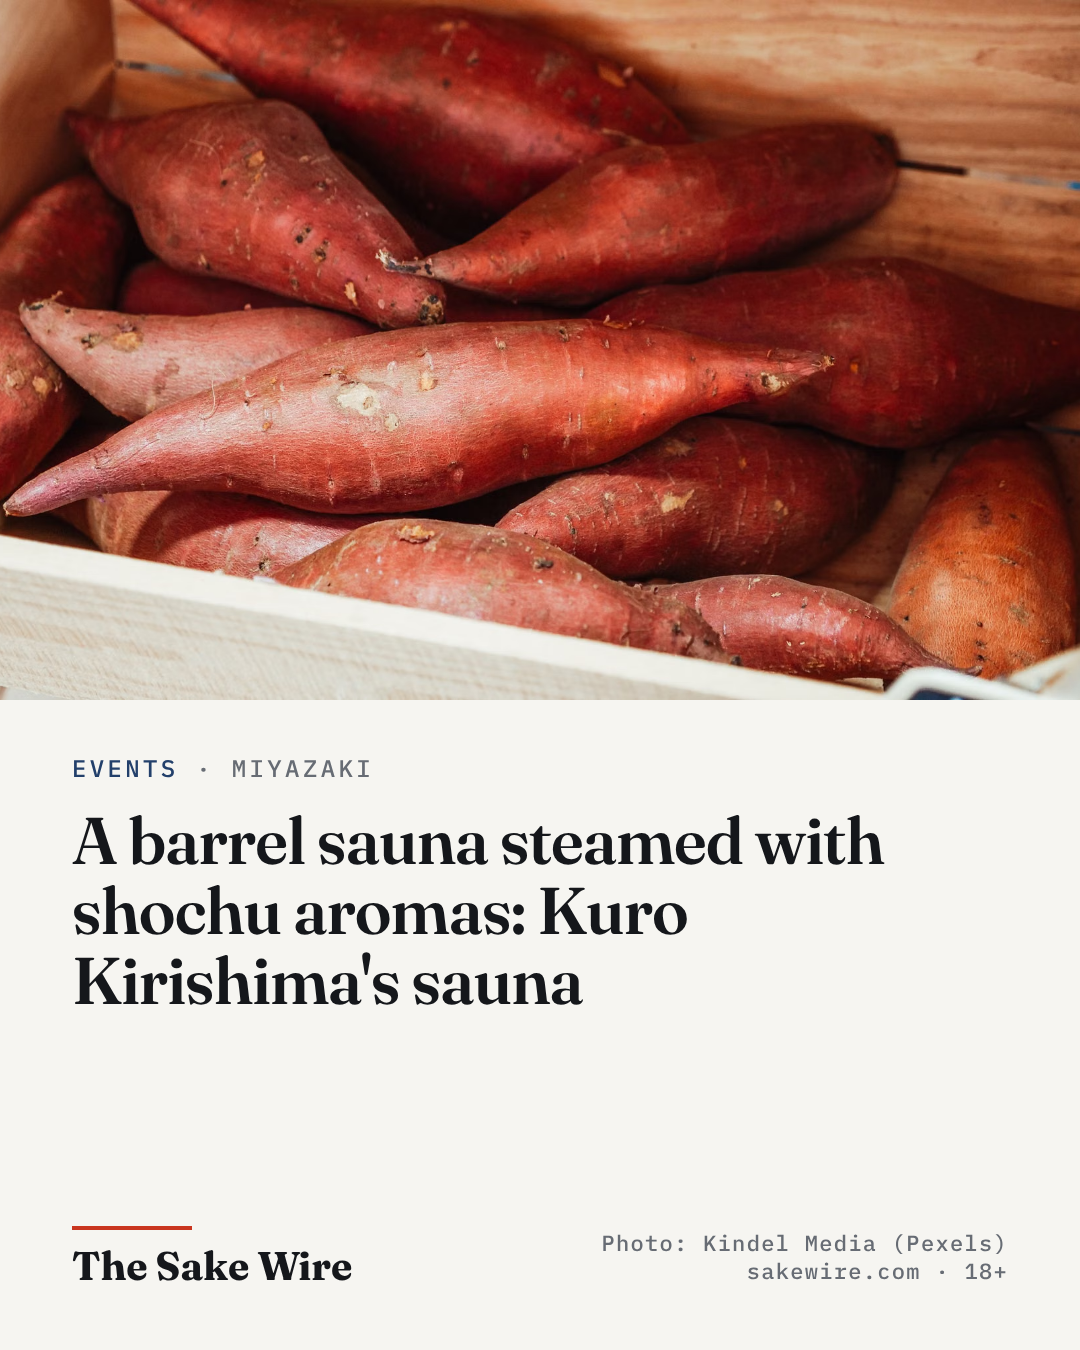 EVENTS · MIYAZAKI
A barrel sauna steamed with
shochu aromas: Kuro
Kirishima's sauna
The Sake Wire
Photo: Kindel Media (Pexels)
sakewire.com · 18+